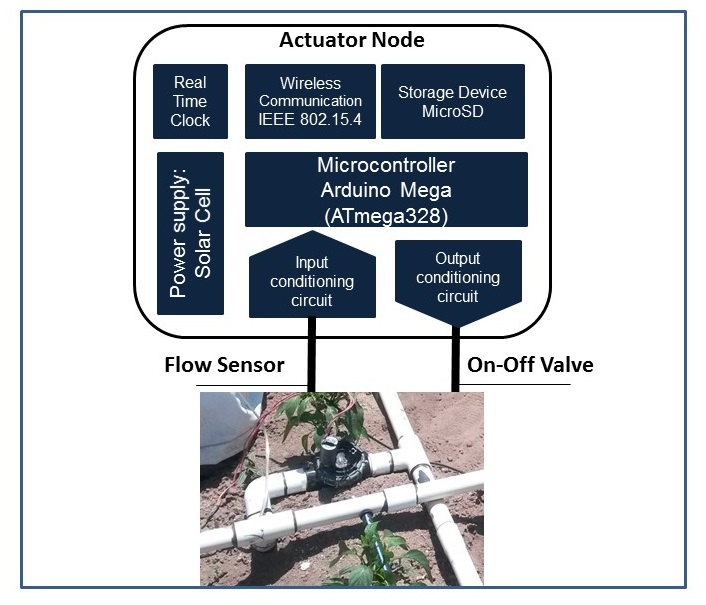 Actuator Node
Real
Time
Clock
Wireless
Communication
IEEE 802.15.4
Storage Device
MicroSD
Power supply:
Solar Cell
Microcontroller
Arduino Mega
(ATmega328)
Input
conditioning
circuit
Output
conditioning
circuit
Flow Sensor
On-Off Valve